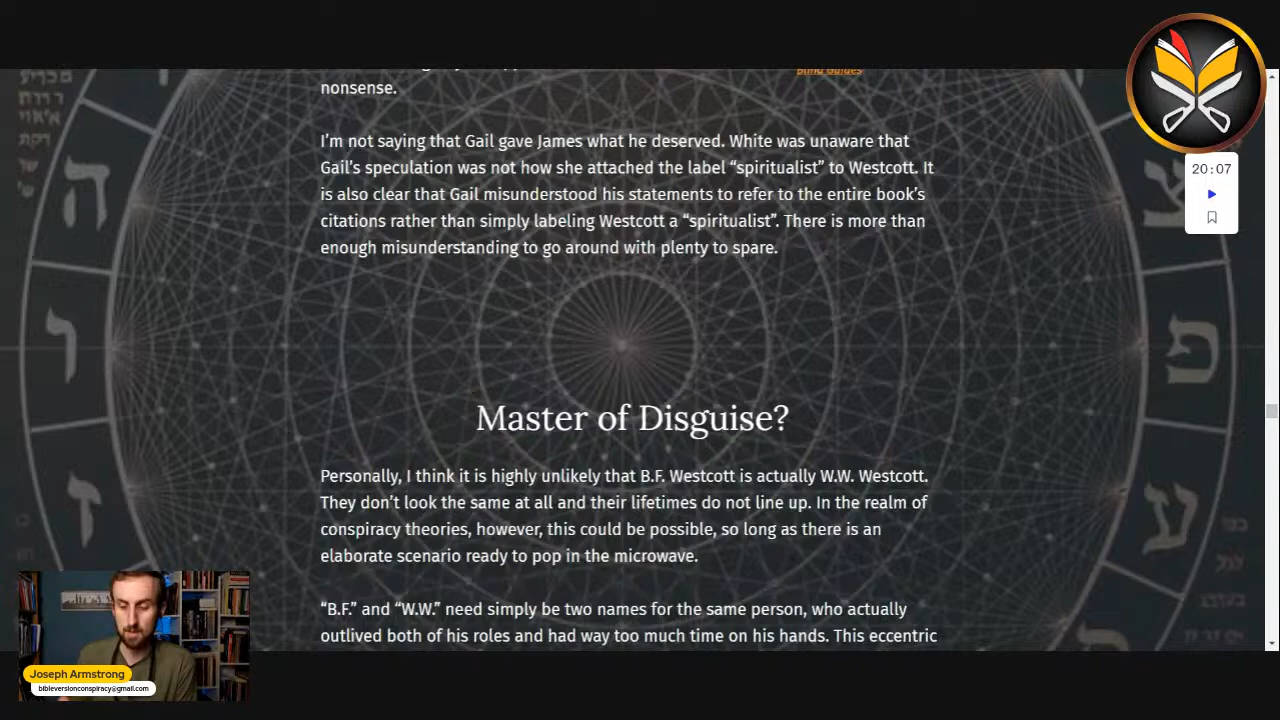 Blind Guides
nonsense.
I'm not saying that Gail gave James what he deserved. White was unaware that
Gail's speculation was not how she attached the label “spiritualist” to Westcott. It
is also clear that Gail misunderstood his statements to refer to the entire book's
citations rather than simply labeling Westcott a “spiritualist”. There is more than
enough misunderstanding to go around with plenty to spare.
Master of Disguise?
Personally, I think it is highly unlikely that B.F. Westcott is actually W.W. Westcott.
They don't look the same at all and their lifetimes do not line up. In the realm of
conspiracy theories, however, this could be possible, so long as there is an
elaborate scenario ready to pop in the microwave.
“B.F.” and “W.W.” need simply be two names for the same person, who actually
outlived both of his roles and had way too much time on his hands. This eccentric
20:07
ה
ו
ז
פ
ע
Joseph Armstrong
bibleversionconspiracy@gmail.com